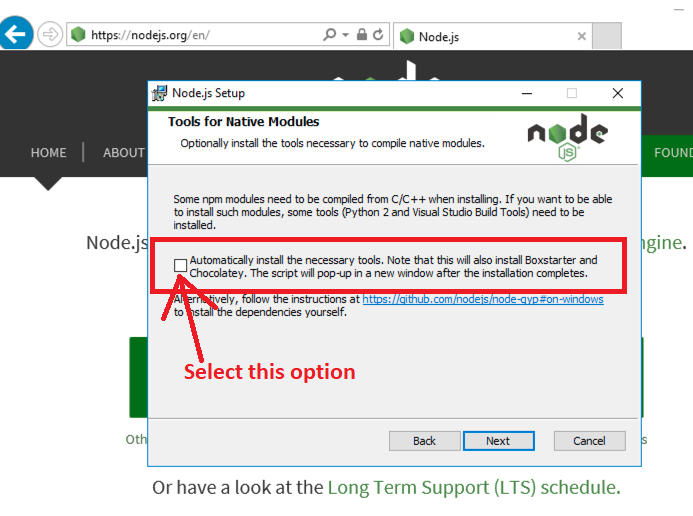 https://nodejs.org/en/
Node.js
Node.js Setup
Tools for Native Modules
Optionally install the tools necessary to compile native modules.
node
JS
HOME
ABOUT
FOUND
Some npm modules need to be compiled from C/C++ when installing. If you want to be able
to install such modules, some tools (Python 2 and Visual Studio Build Tools) need to be
installed.
Node.js
ngine.
Automatically install the necessary tools. Note that this will also install Boxstarter and
Chocolatey. The script will pop-up in a new window after the installation completes.
Alternatively, follow the instructions at https://github.com/nodejs/node-gyp#on-windows
to install the dependencies yourself.
Select this option
Oth
s
Back
Next
Cancel
Or have a look at the Long Term Support (LTS) schedule.